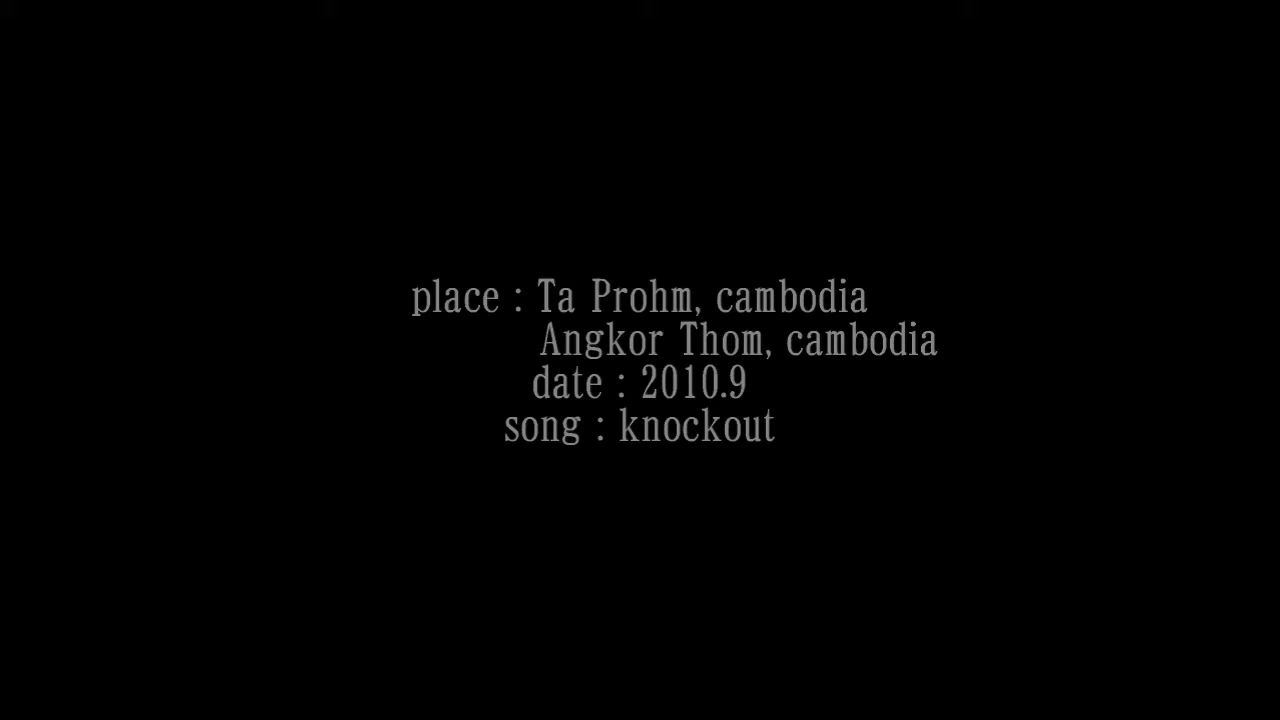 place : Ta Prohm, cambodia
Angkor Thom, cambodia
date : 2010.9
song : knockout